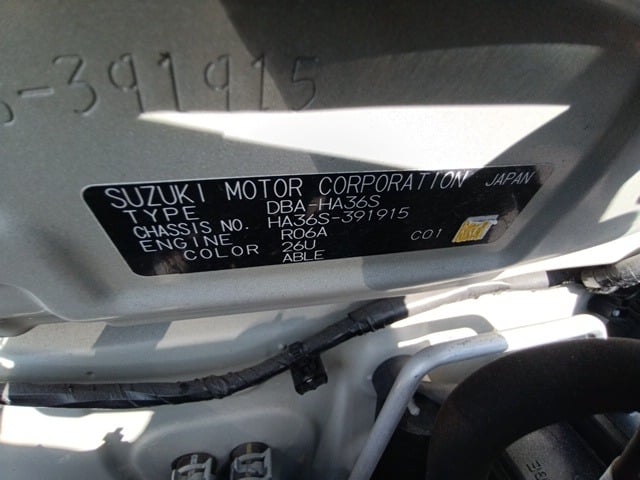 -391915
SUZUKI MOTOR CORPORATION JAPAN
TYPE DBA-HA36S
CHASSIS NO. HA36S-391915
ENGINE R06A
COLOR 26U C01
ABLE